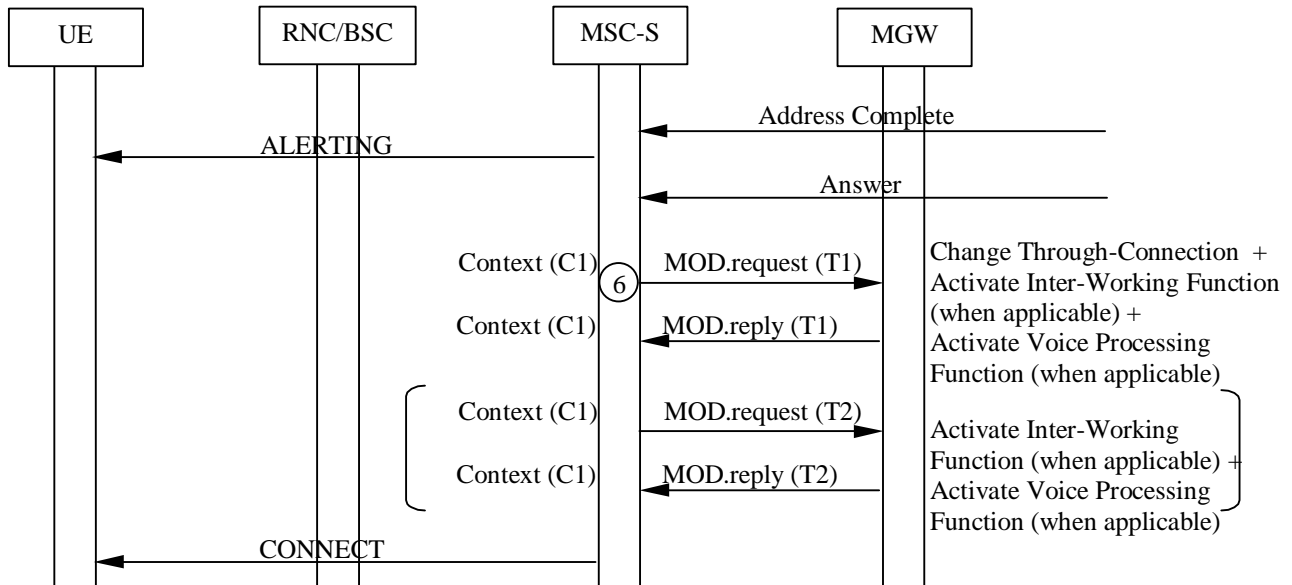 UE
RNC/BSC
MSC-S
MGW
Address Complete
ALERTING
Answer
Context (C1)
6
MOD.request (T1)
Change Through-Connection +
Activate Inter-Working Function
(when applicable) +
Activate Voice Processing
Function (when applicable)
Context (C1)
MOD.reply (T1)
Context (C1)
MOD.request (T2)
Activate Inter-Working
Function (when applicable) +
Activate Voice Processing
Function (when applicable)
Context (C1)
MOD.reply (T2)
CONNECT